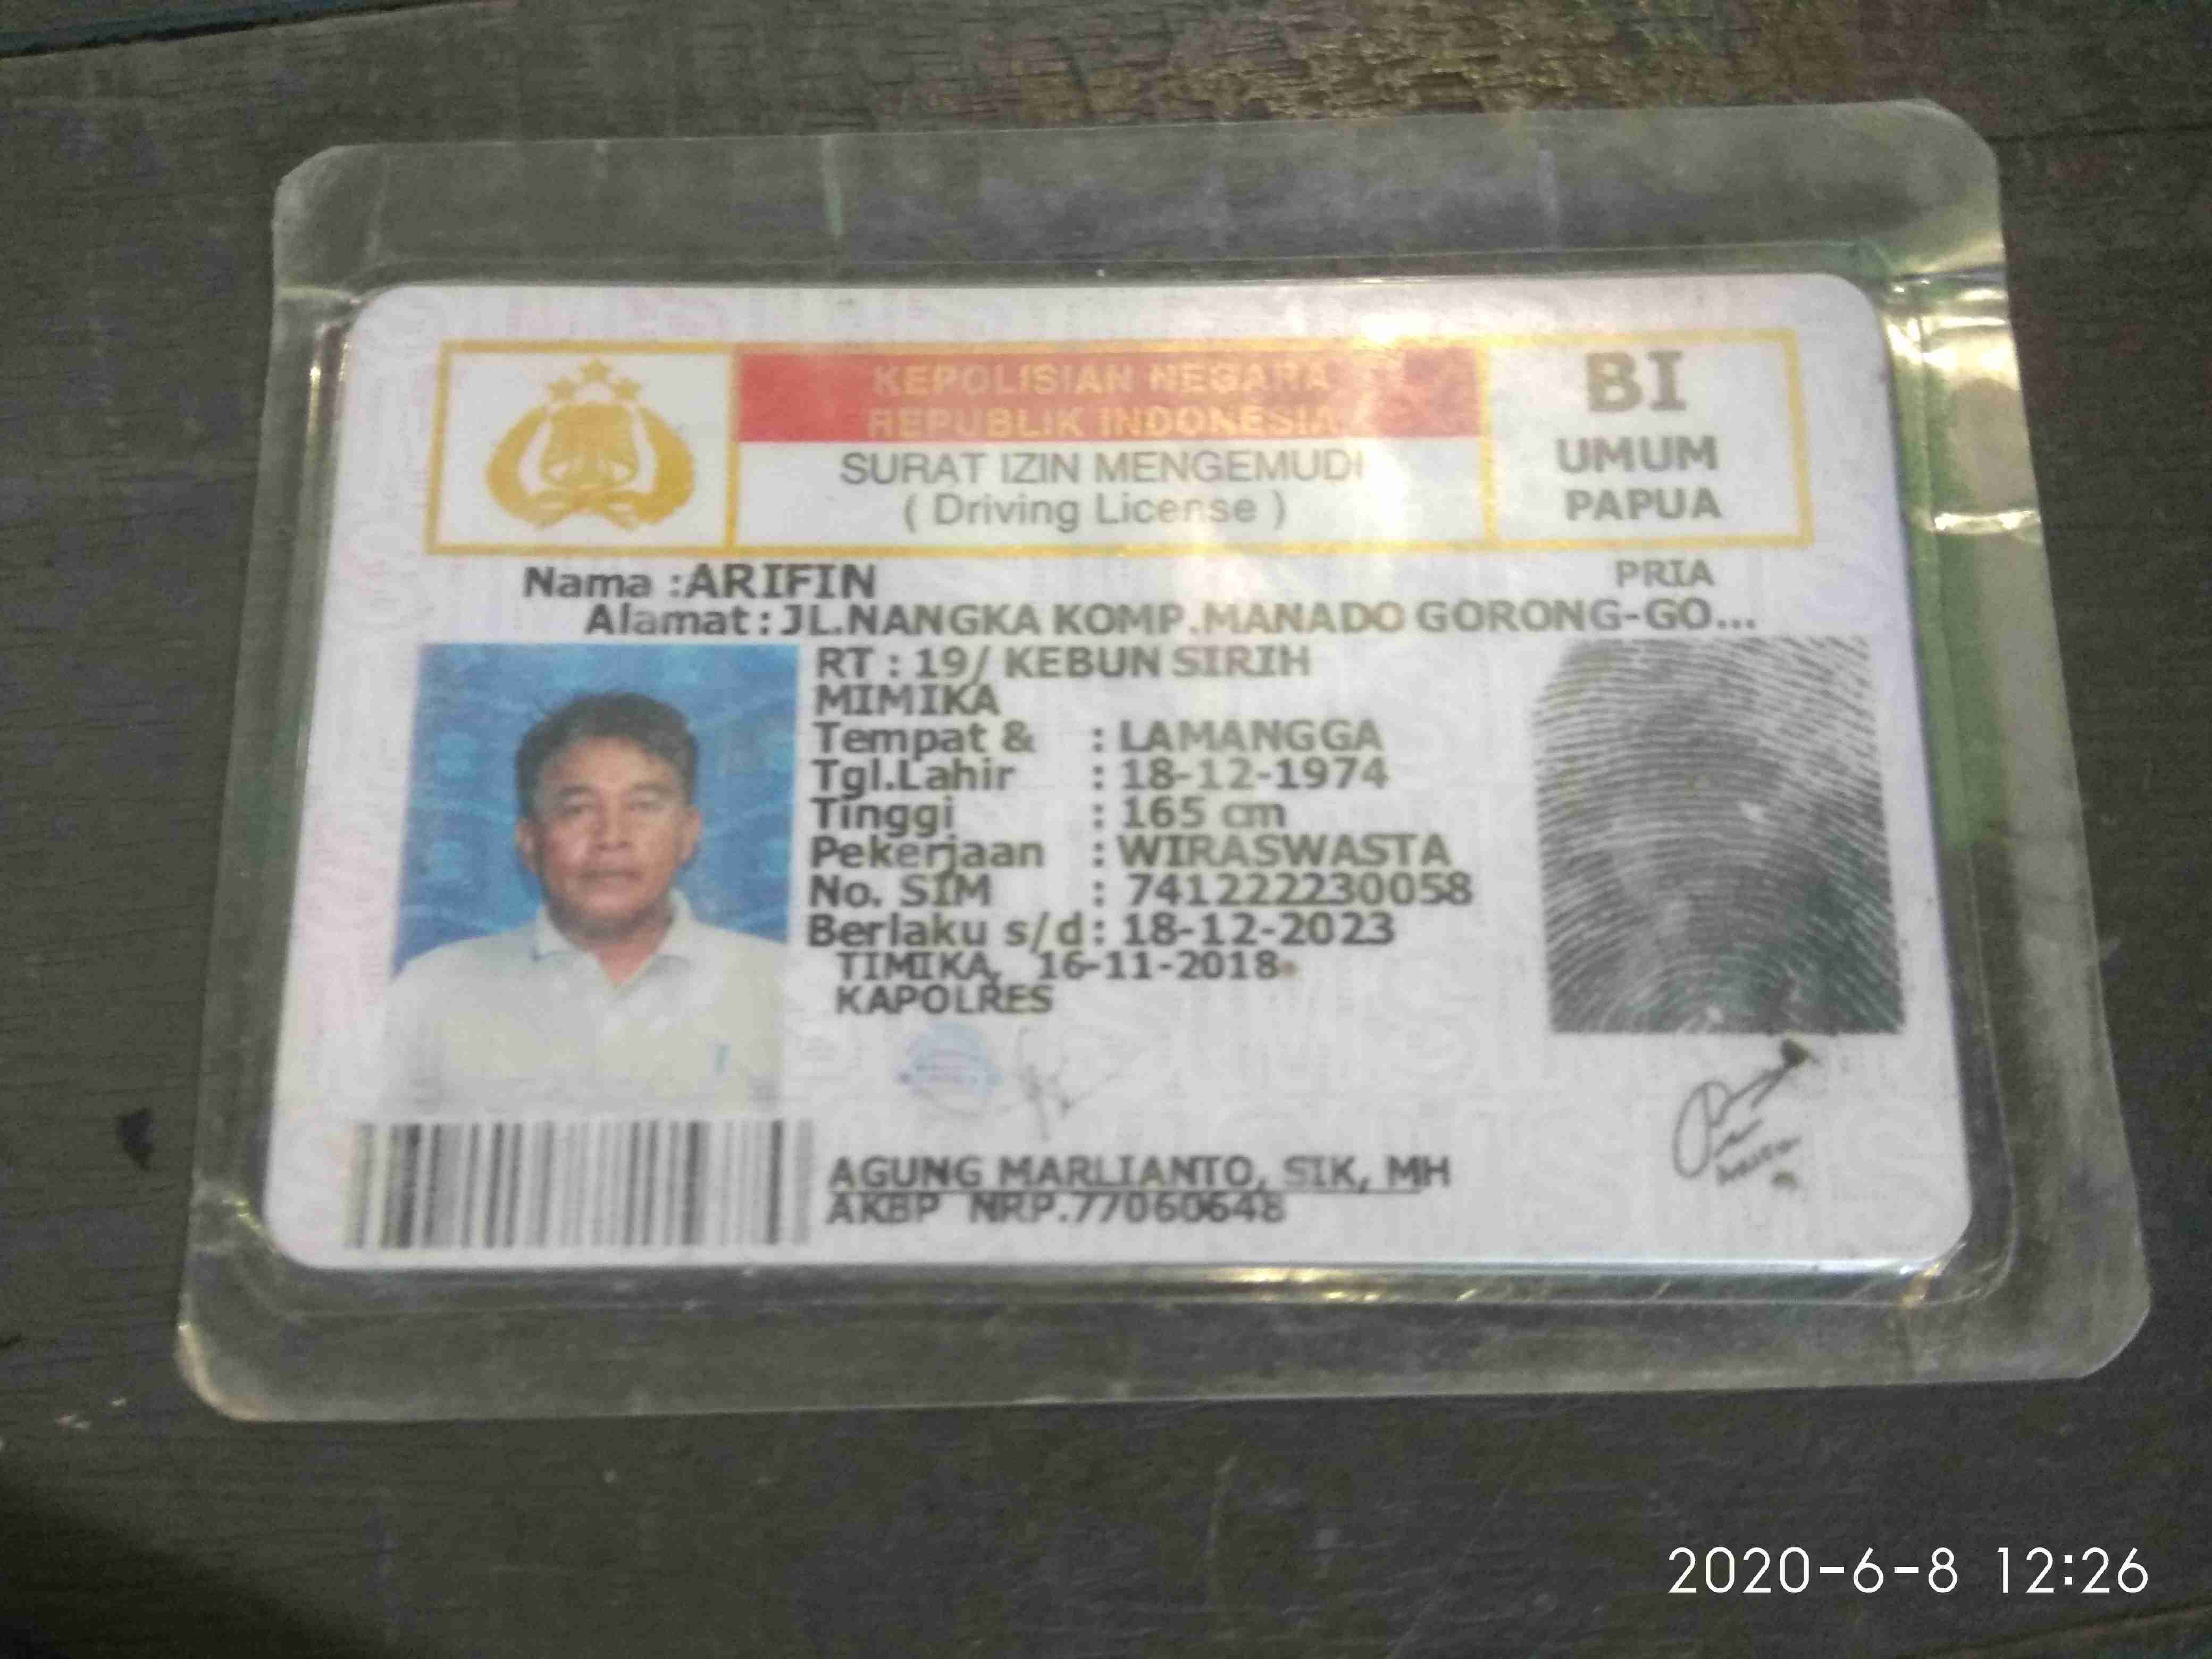 KEPOLISIAN NEGARA
REPUBLIK INDONESIA
SURAT IZIN MENGEMUDI
( Driving License )
BI
UMUM
PAPUA
Nama :ARIFIN
PRIA
Alamat:JL.NANGKA KOMP.MANADO GORONG-GO...
RT : 19/ KEBUN SIRIH
MIMIKA
Tempat & : LAMANGGA
Tgl.Lahir : 18-12-1974
Tinggi : 165 cm
Pekerjaan : WIRASWASTA
No. SIM : 741222230058
Berlaku s/d : 18-12-2023
TIMIKA, 16-11-2018
KAPOLRES
AGUNG MARLIANTO, SIK, MH
AKBP NRP.77060648
2020-6-8 12:26